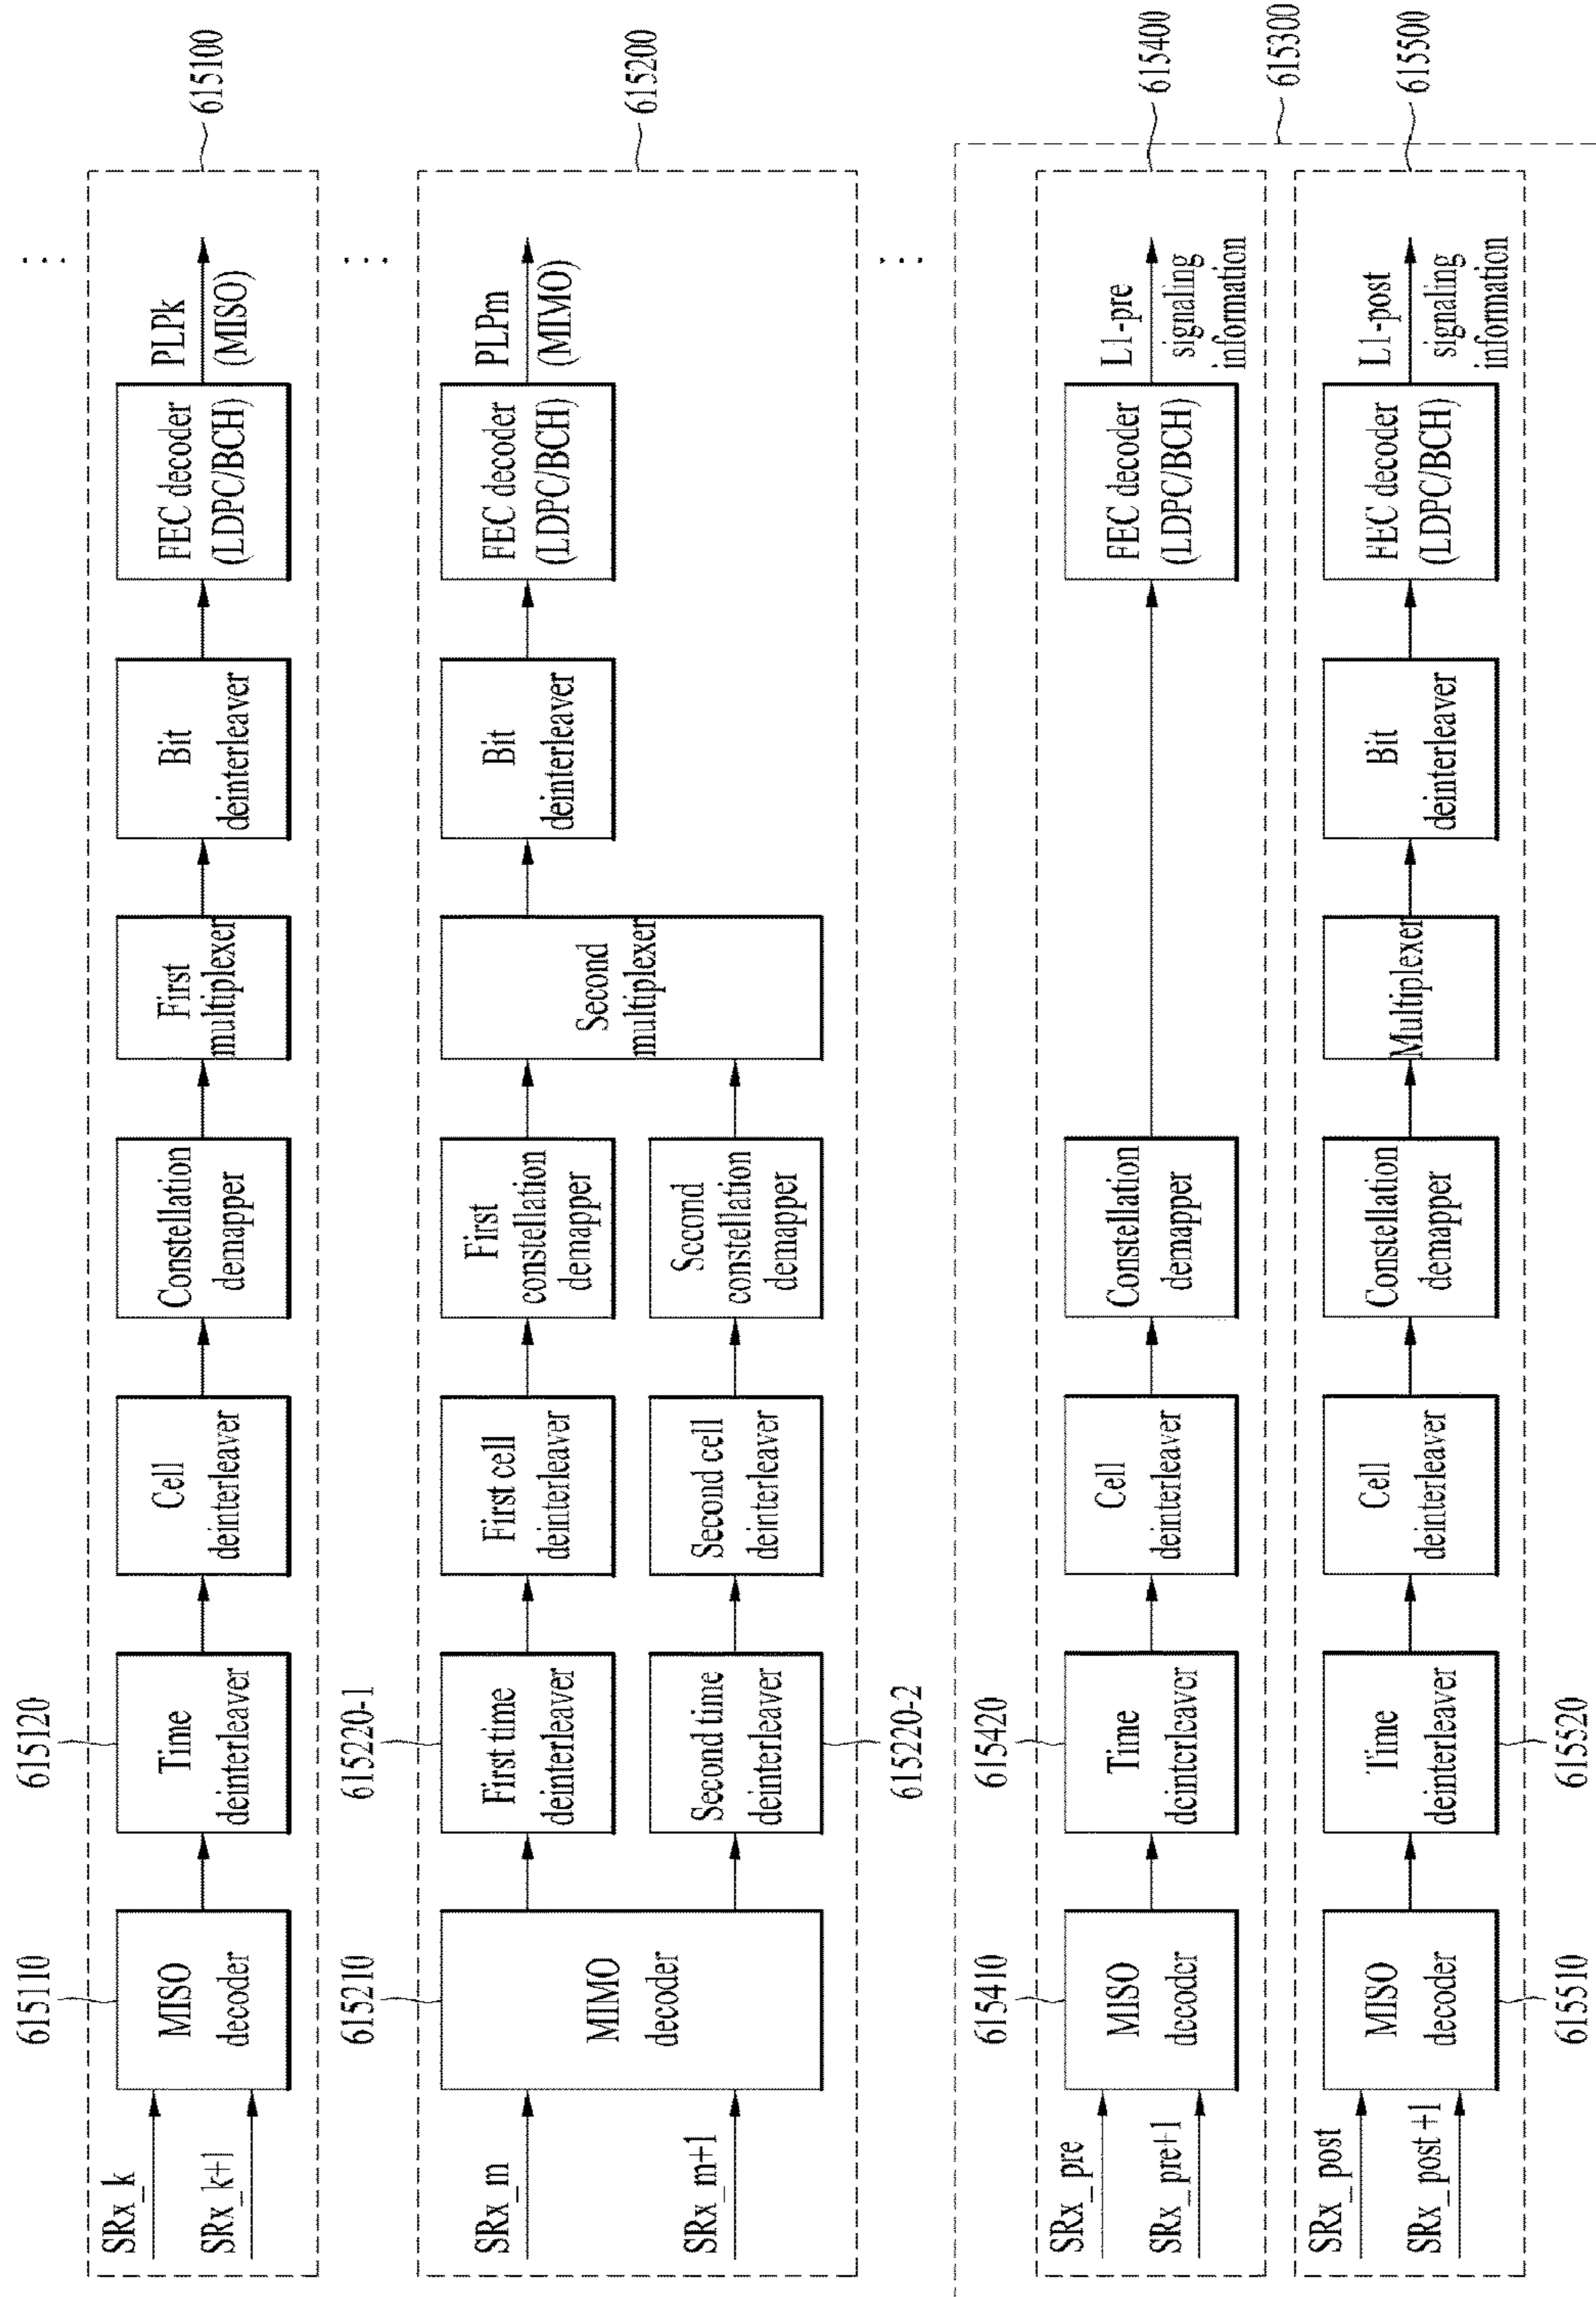 615110
615120
SRx_k
SRx_k+1
MISO
decoder
Time
deinterleaver
Cell
deinterleaver
Constellation
demapper
First
multiplexer
Bit
deinterleaver
FEC decoder
(LDPC/BCH)
PLPk
(MISO)
615100
...
615210
615220-1
SRx_m
SRx_m+1
MIMO
decoder
First time
deinterleaver
First cell
deinterleaver
First
constellation
demapper
Second time
deinterleaver
Second cell
deinterleaver
Second
constellation
demapper
Second
multiplexer
Bit
deinterleaver
FEC decoder
(LDPC/BCH)
PLPm
(MIMO)
615200
615220-2
...
...
615410
615420
SRx_pre
SRx_pre+1
MISO
decoder
Time
deinterleaver
Cell
deinterleaver
Constellation
demapper
FEC decoder
(LDPC/BCH)
L1-pre
signaling
information
615400
615300
SRx_post
SRx_post +1
MISO
decoder
Time
deinterleaver
Cell
deinterleaver
Constellation
demapper
Multiplexer
Bit
deinterleaver
FEC decoder
(LDPC/BCH)
L1-post
signaling
information
615500
615510
615520